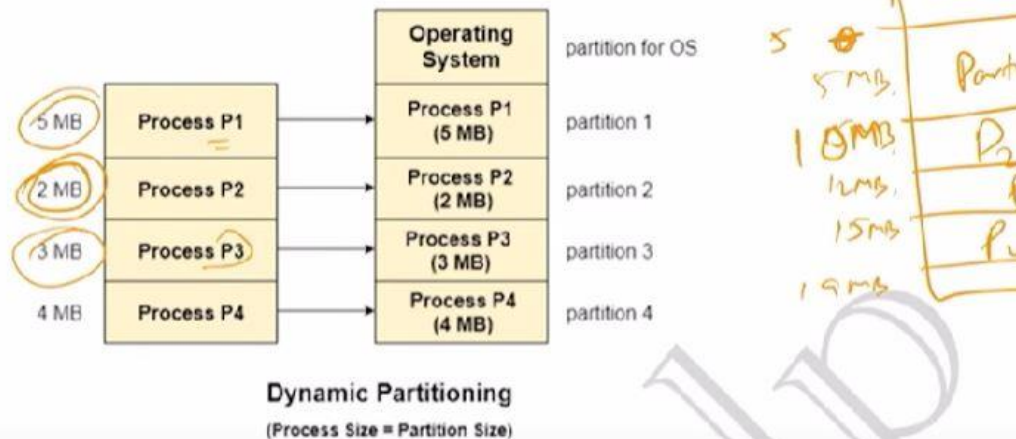 Operating
System
partition for OS
5 MB
Process P1
Process P1
(5 MB)
partition 1
2 MB
Process P2
Process P2
(2 MB)
partition 2
3 MB
Process P3
Process P3
(3 MB)
partition 3
4 MB
Process P4
Process P4
(4 MB)
partition 4
Dynamic Partitioning
(Process Size = Partition Size)
5
5 MB
12 MB
15 MB
19 MB
P2